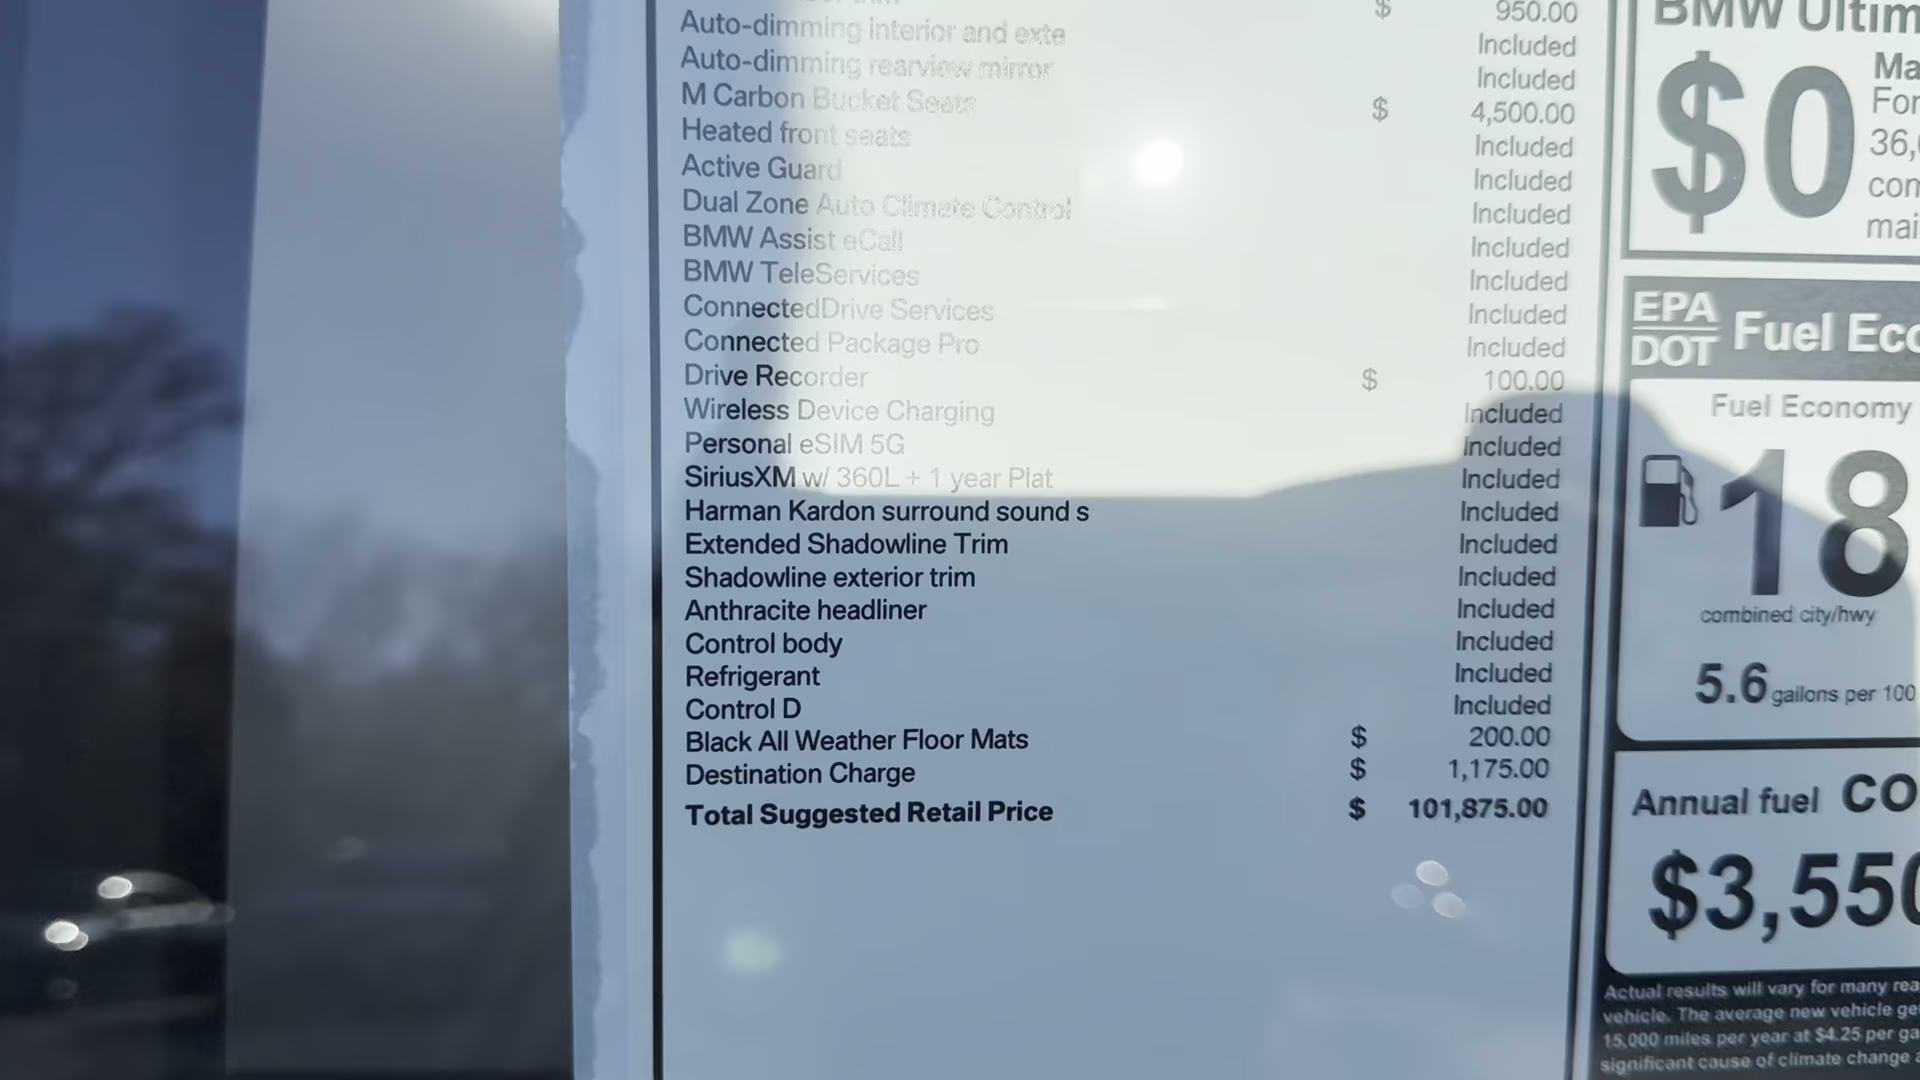 $ 950.00
Auto-dimming interior and exte Included
Auto-dimming rearview mirror Included
M Carbon Bucket Seats $ 4,500.00
Heated front seats Included
Active Guard Included
Dual Zone Auto Climate Control Included
BMW Assist eCall Included
BMW TeleServices Included
ConnectedDrive Services Included
Connected Package Pro Included
Drive Recorder $ 100.00
Wireless Device Charging Included
Personal eSIM 5G Included
SiriusXM w/ 360L + 1 year Plat Included
Harman Kardon surround sound s Included
Extended Shadowline Trim Included
Shadowline exterior trim Included
Anthracite headliner Included
Control body Included
Refrigerant Included
Control D Included
Black All Weather Floor Mats $ 200.00
Destination Charge $ 1,175.00
Total Suggested Retail Price $ 101,875.00
BMW Ultim
$0
Ma
For
36,
com
mai
EPA
DOT
Fuel Eco
Fuel Economy
18
combined city/hwy
5.6 gallons per 100
Annual fuel CO
$3,550
Actual results will vary for many rea
vehicle. The average new vehicle ge
15,000 miles per year at $4.25 per ga
significant cause of climate change a